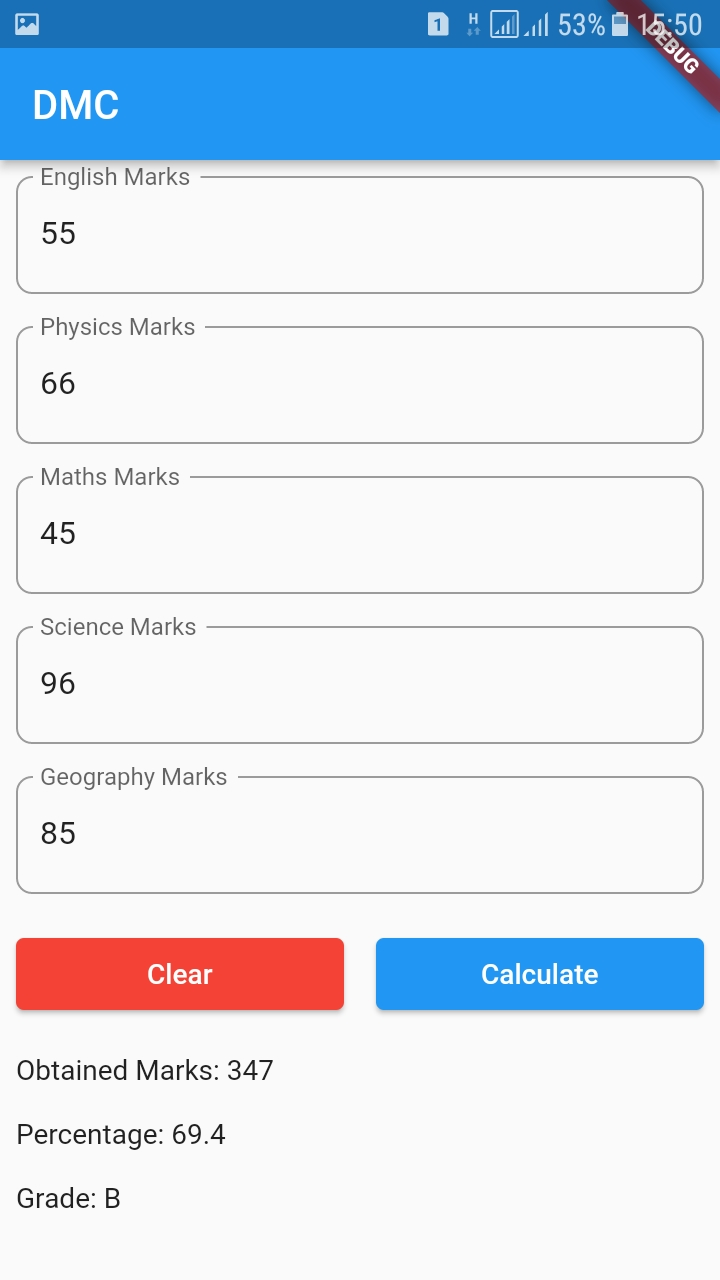 1 H 53% 15:50
DEBUG
DMC
English Marks
55
Physics Marks
66
Maths Marks
45
Science Marks
96
Geography Marks
85
Clear Calculate
Obtained Marks: 347
Percentage: 69.4
Grade: B